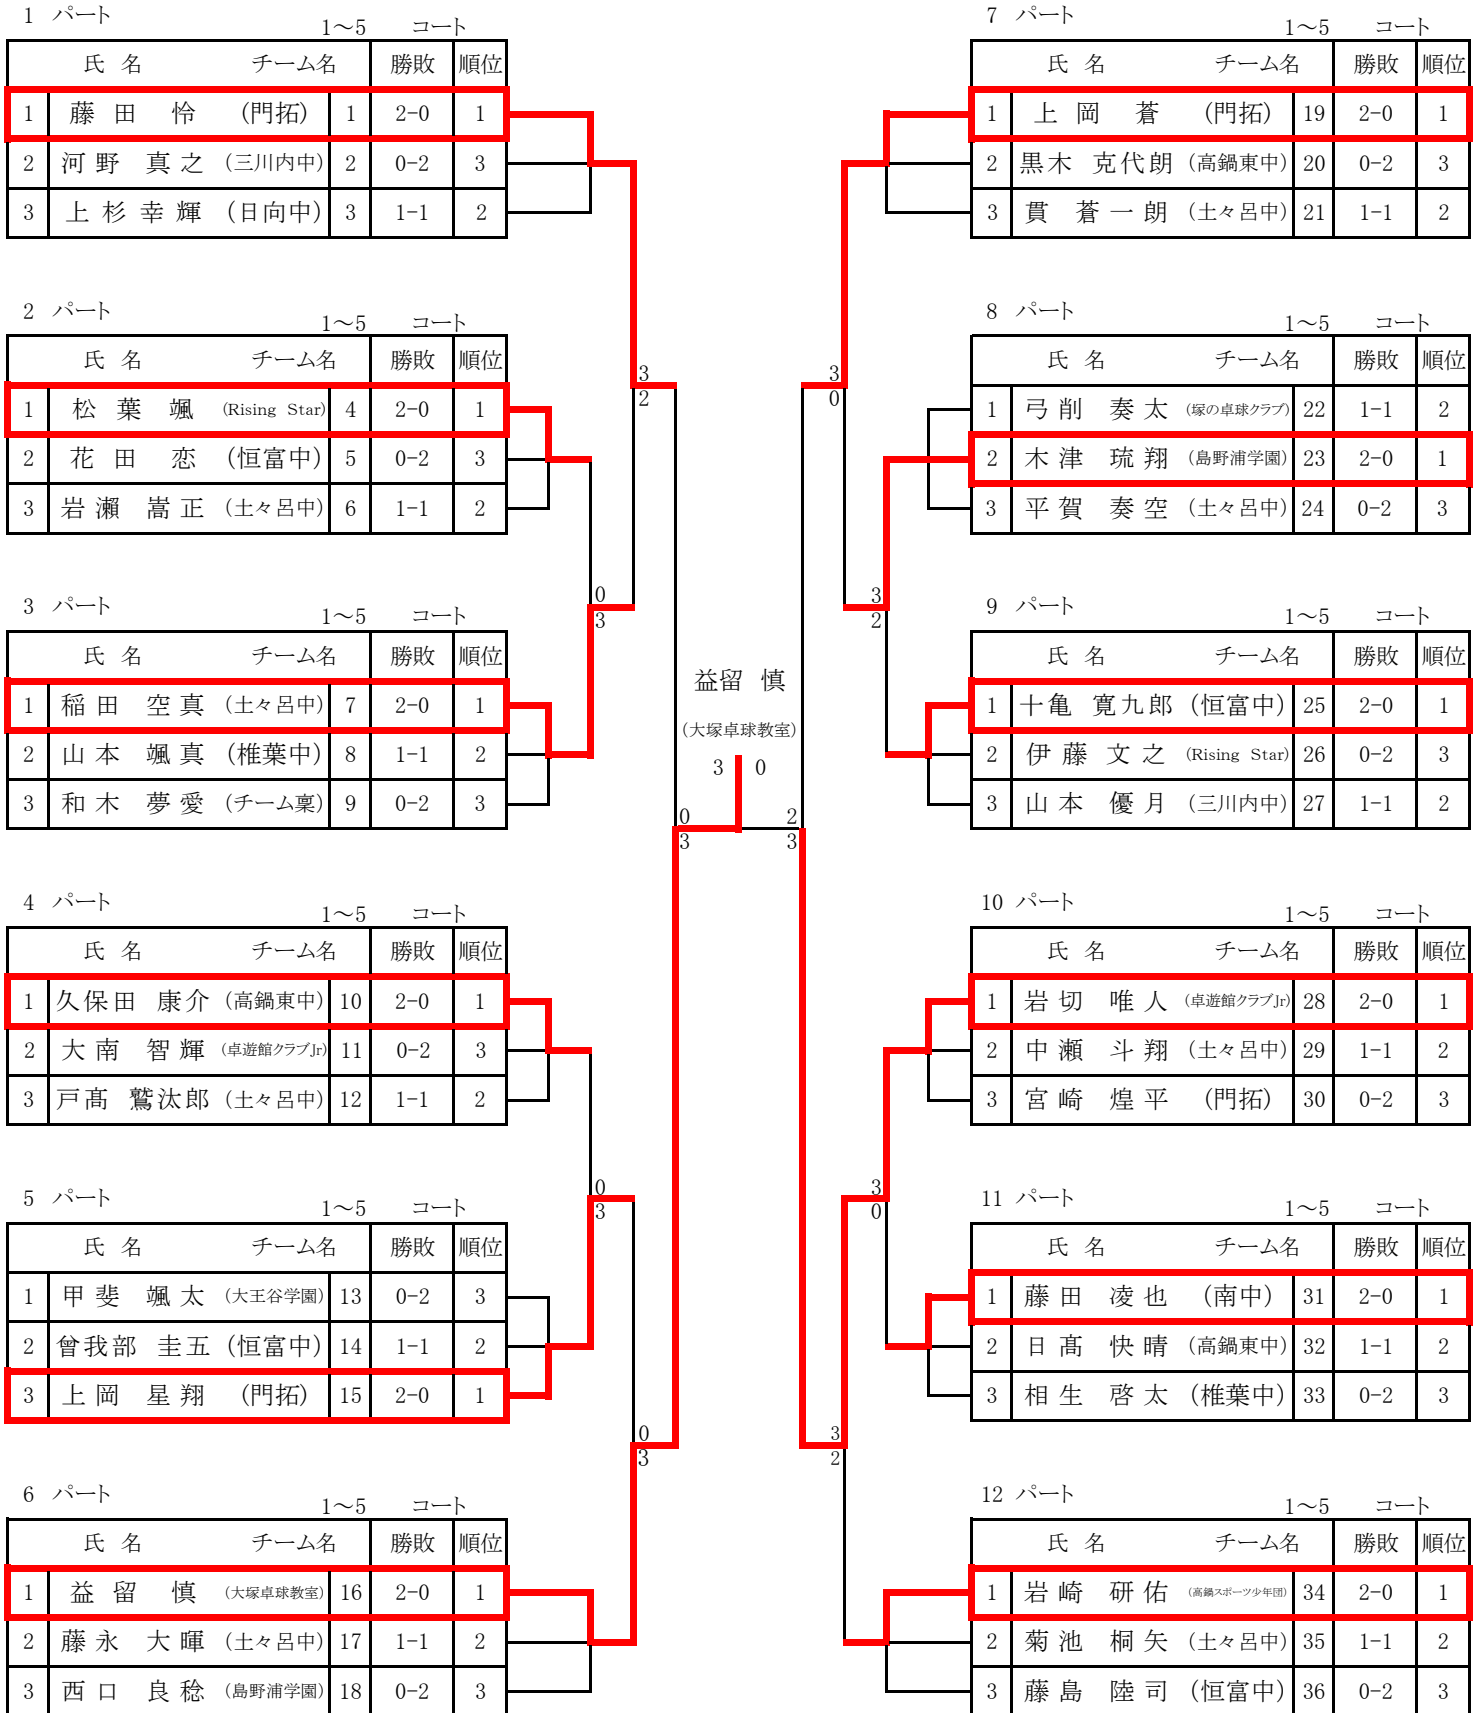 1 パート
1～5 コート
氏 名 チーム名 勝敗 順位
1 藤 田 怜 (門拓) 1 2-0 1
2 河 野 真 之 (三川内中) 2 0-2 3
3 上 杉 幸 輝 (日向中) 3 1-1 2
2 パート
1～5 コート
氏 名 チーム名 勝敗 順位
1 松 葉 颯 (Rising Star) 4 2-0 1
2 花 田 恋 (恒富中) 5 0-2 3
3 岩 瀬 嵩 正 (土々呂中) 6 1-1 2
3 パート
1～5 コート
氏 名 チーム名 勝敗 順位
1 稲 田 空 真 (土々呂中) 7 2-0 1
2 山 本 颯 真 (椎葉中) 8 1-1 2
3 和 木 夢 愛 (チーム稟) 9 0-2 3
4 パート
1～5 コート
氏 名 チーム名 勝敗 順位
1 久保田 康介 (高鍋東中) 10 2-0 1
2 大 南 智 輝 (卓遊館クラブJr) 11 0-2 3
3 戸髙 鷲汰郎 (土々呂中) 12 1-1 2
5 パート
1～5 コート
氏 名 チーム名 勝敗 順位
1 甲 斐 颯 太 (大王谷学園) 13 0-2 3
2 曾我部 圭五 (恒富中) 14 1-1 2
3 上 岡 星 翔 (門拓) 15 2-0 1
6 パート
1～5 コート
氏 名 チーム名 勝敗 順位
1 益 留 慎 (大塚卓球教室) 16 2-0 1
2 藤 永 大 暉 (土々呂中) 17 1-1 2
3 西 口 良 稔 (島野浦学園) 18 0-2 3
3
2
0
3
0
3
0
3
0
3
益留 慎
(大塚卓球教室)
3 0
2
3
3
0
3
2
3
0
3
2
7 パート
1～5 コート
氏 名 チーム名 勝敗 順位
1 上 岡 蒼 (門拓) 19 2-0 1
2 黒木 克代朗 (高鍋東中) 20 0-2 3
3 貫 蒼 一 朗 (土々呂中) 21 1-1 2
8 パート
1～5 コート
氏 名 チーム名 勝敗 順位
1 弓 削 奏 太 (塚の卓球クラブ) 22 1-1 2
2 木 津 琉 翔 (島野浦学園) 23 2-0 1
3 平 賀 奏 空 (土々呂中) 24 0-2 3
9 パート
1～5 コート
氏 名 チーム名 勝敗 順位
1 十亀 寛九郎 (恒富中) 25 2-0 1
2 伊 藤 文 之 (Rising Star) 26 0-2 3
3 山 本 優 月 (三川内中) 27 1-1 2
10 パート
1～5 コート
氏 名 チーム名 勝敗 順位
1 岩 切 唯 人 (卓遊館クラブJr) 28 2-0 1
2 中 瀬 斗 翔 (土々呂中) 29 1-1 2
3 宮 崎 煌 平 (門拓) 30 0-2 3
11 パート
1～5 コート
氏 名 チーム名 勝敗 順位
1 藤 田 凌 也 (南中) 31 2-0 1
2 日 髙 快 晴 (高鍋東中) 32 1-1 2
3 相 生 啓 太 (椎葉中) 33 0-2 3
12 パート
1～5 コート
氏 名 チーム名 勝敗 順位
1 岩 崎 研 佑 (高鍋スポーツ少年団) 34 2-0 1
2 菊 池 桐 矢 (土々呂中) 35 1-1 2
3 藤 島 陸 司 (恒富中) 36 0-2 3